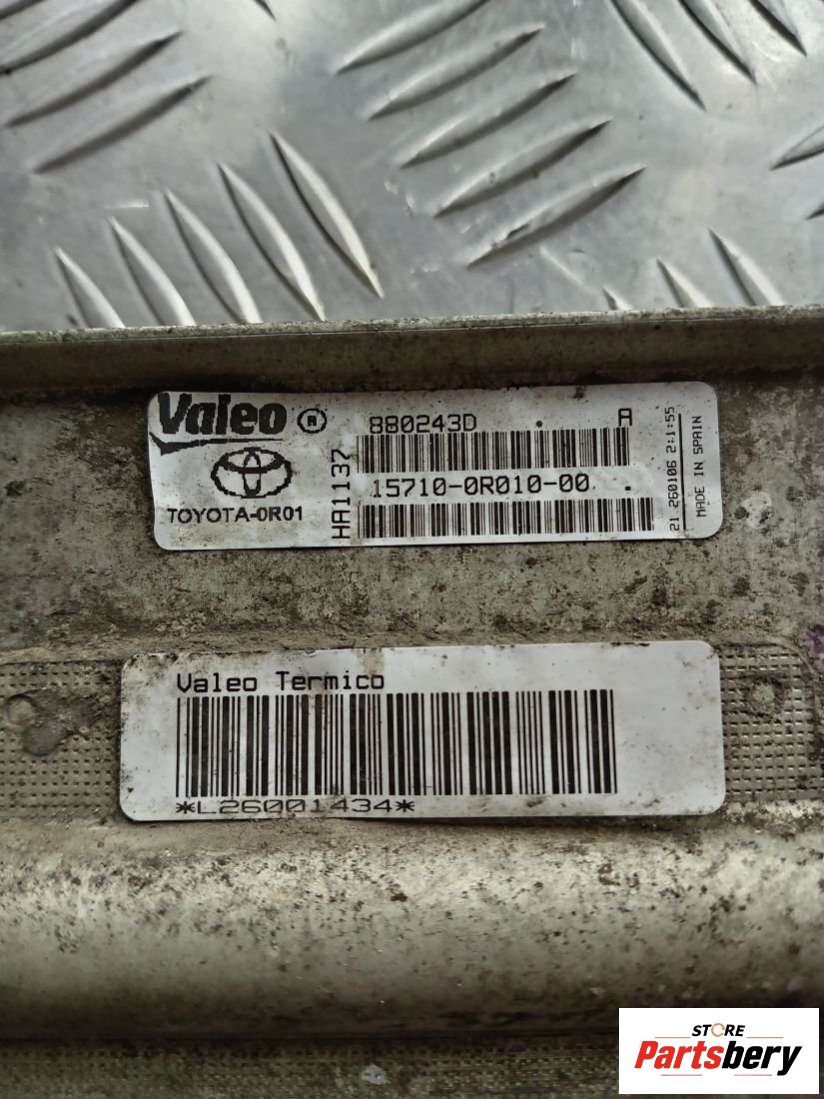 Valeo ®
TOYOTA-0R01
HA1137
880243D A
15710-0R010-00
21 260106 2:1:55
MADE IN SPAIN
Valeo Termico
*L26001434*
STORE
Partsbery